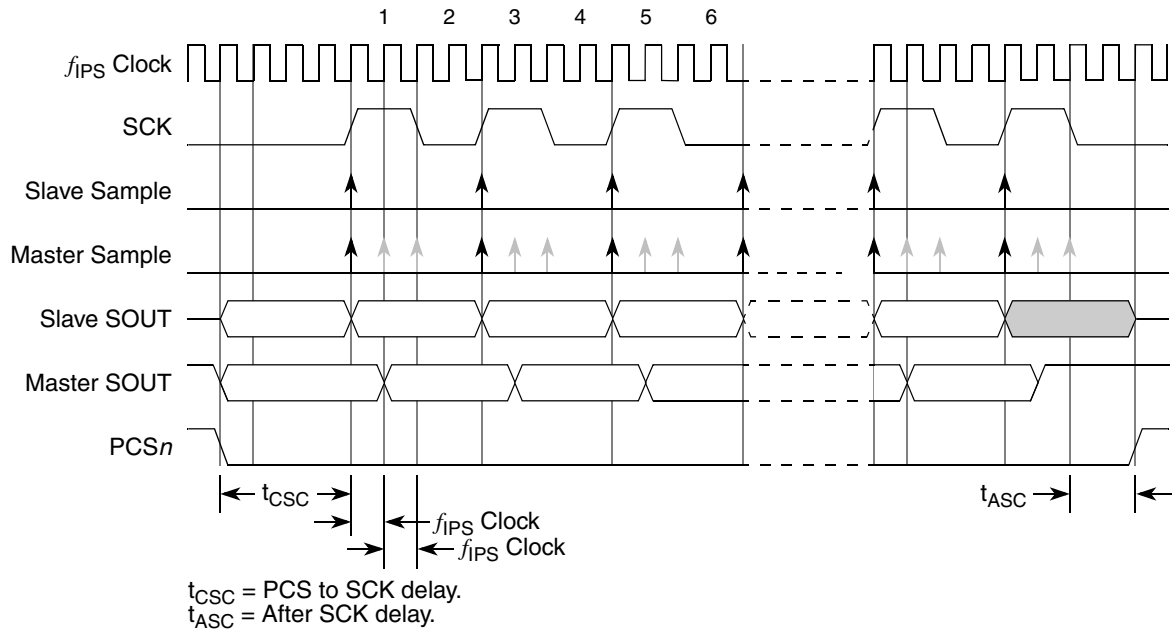 1 2 3 4 5 6
fIPS Clock
SCK
Slave Sample
Master Sample
Slave SOUT
Master SOUT
PCSn
tCSC
tASC
fIPS Clock
fIPS Clock
tCSC = PCS to SCK delay.
tASC = After SCK delay.